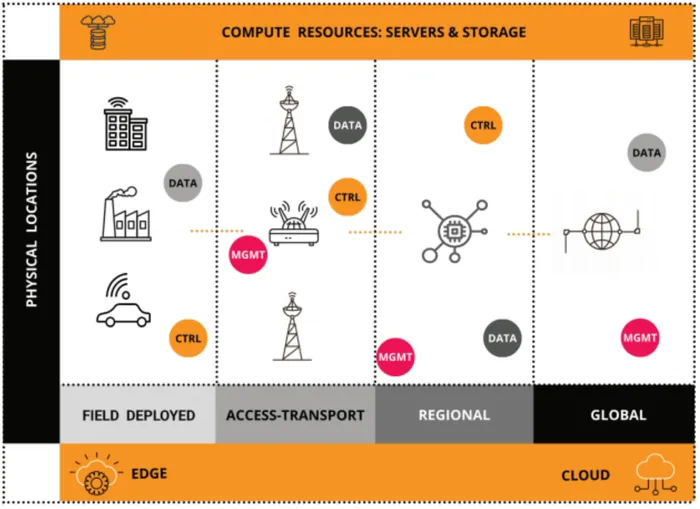 COMPUTE RESOURCES: SERVERS & STORAGE
PHYSICAL LOCATIONS
DATA
CTRL
DATA
CTRL
MGMT
CTRL
MGMT
DATA
DATA
MGMT
FIELD DEPLOYED
ACCESS-TRANSPORT
REGIONAL
GLOBAL
EDGE
CLOUD